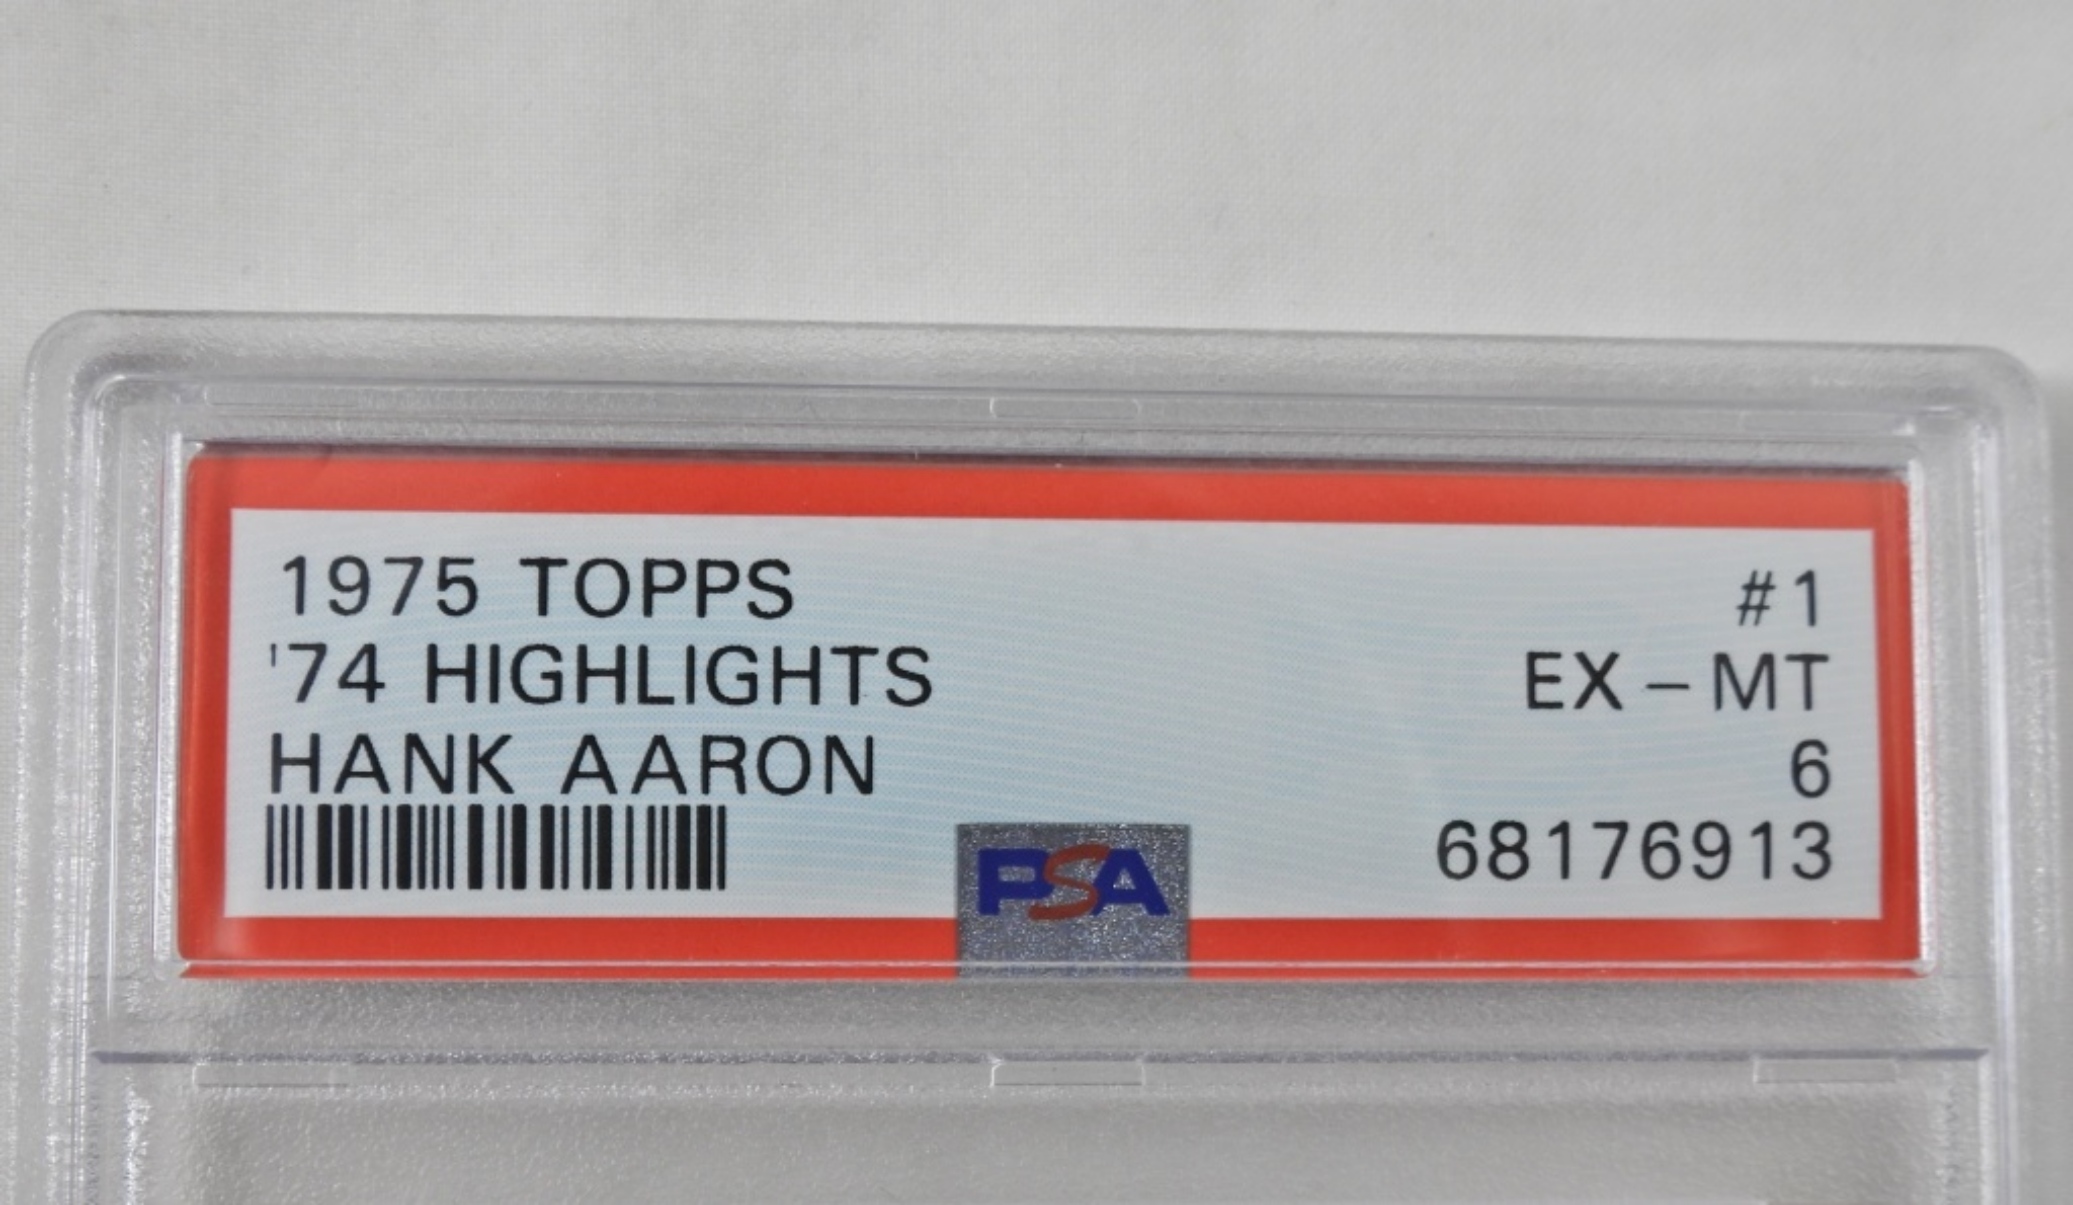 1975 TOPPS #1
'74 HIGHLIGHTS EX - MT
HANK AARON 6
68176913
PSA